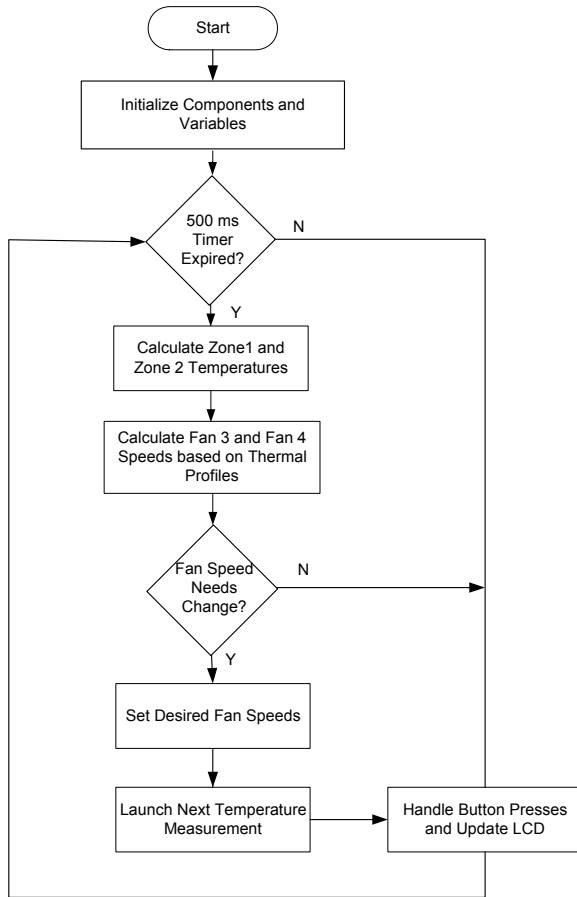 Start
Initialize Components and
Variables
500 ms
Timer
Expired?
N
Y
Calculate Zone1 and
Zone 2 Temperatures
Calculate Fan 3 and Fan 4
Speeds based on Thermal
Profiles
Fan Speed
Needs
Change?
N
Y
Set Desired Fan Speeds
Launch Next Temperature
Measurement
Handle Button Presses
and Update LCD